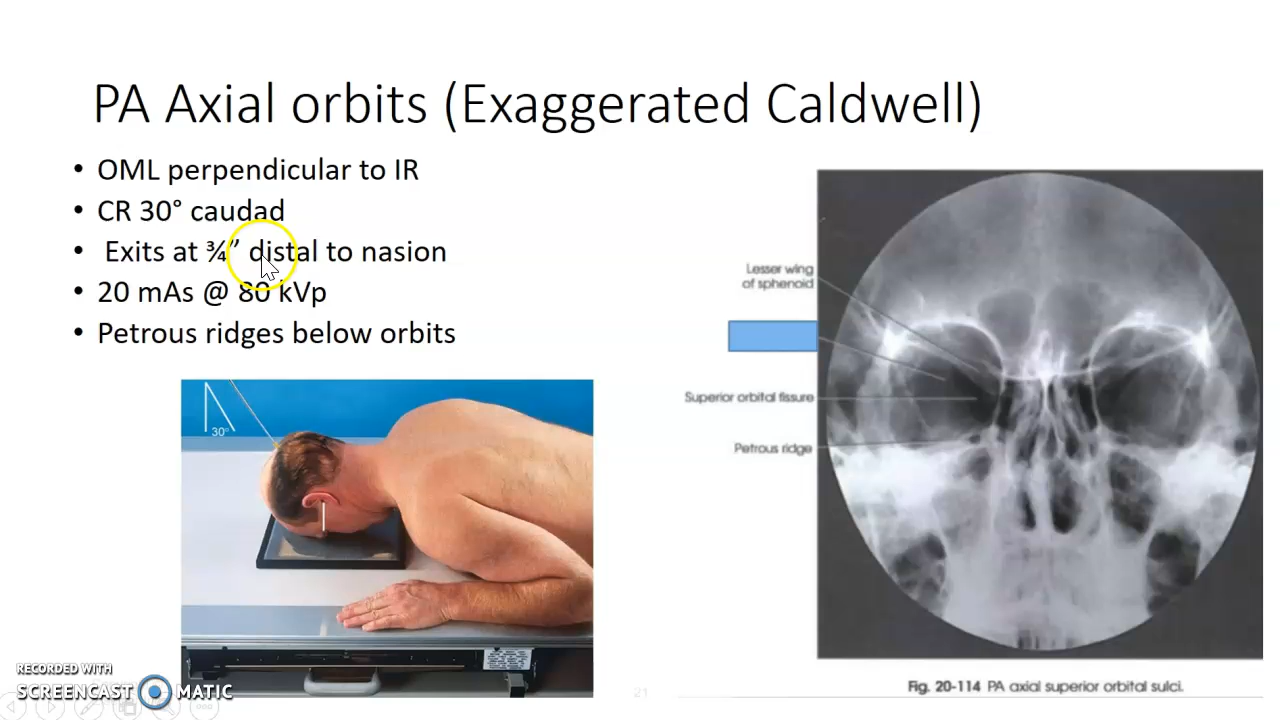 PA Axial orbits (Exaggerated Caldwell)
• OML perpendicular to IR
• CR 30° caudad
• Exits at ¾” distal to nasion
• 20 mAs @ 80 kVp
• Petrous ridges below orbits
30°
Lesser wing
of sphenoid
Superior orbital fissure
Petrous ridge
Fig. 20-114 PA axial superior orbital sulci.
21
RECORDED WITH
SCREENCAST MATIC